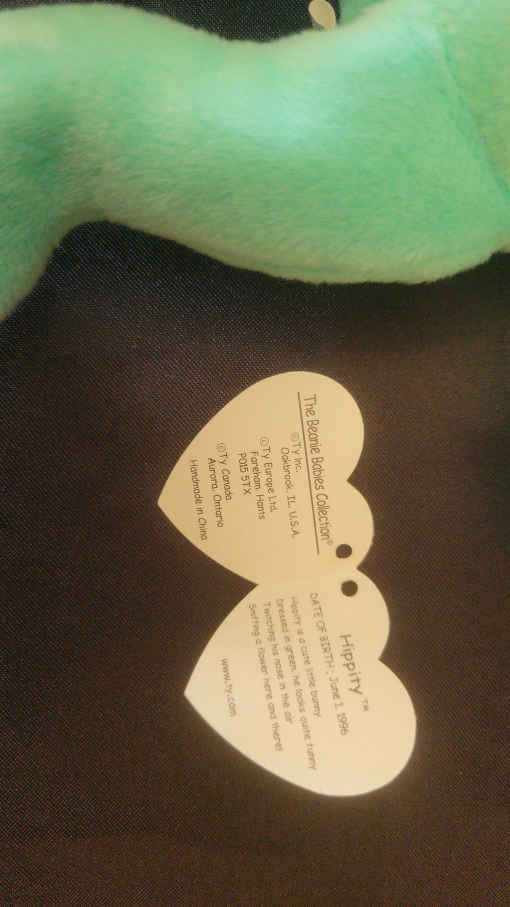 The Beanie Babies Collection®
©Ty Inc.
Oakbrook, IL. U.S.A.
©Ty Europe Ltd.
Fareham, Hants
PO15 5TX
©Ty Canada
Aurora, Ontario
Handmade in China
Hippity™
DATE OF BIRTH : June 1, 1996
Hippity is a cute little bunny
Dressed in green, he looks quite funny
Twitching his nose in the air
Sniffing a flower here and there!
www.ty.com